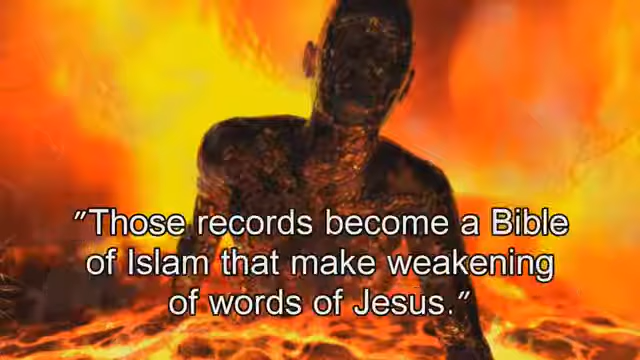 "Those records become a Bible
of Islam that make weakening
of words of Jesus."